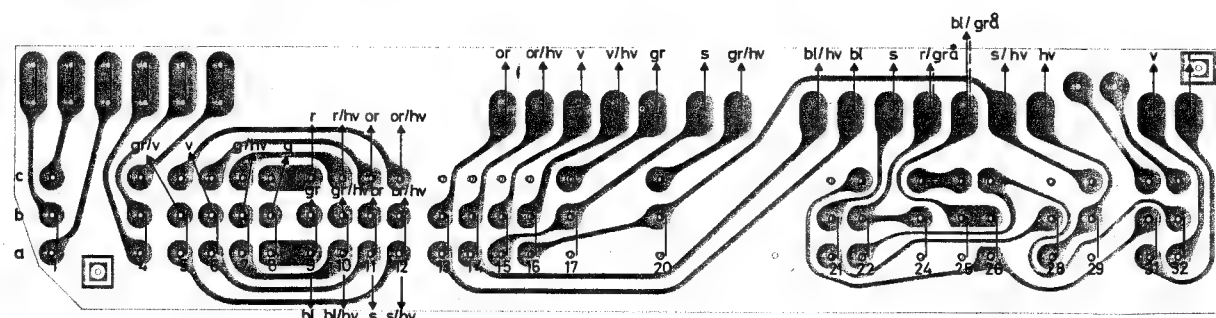 bl/grå
or or/hv v v/hv gr s gr/hv bl/hv bl s r/grå s/hv hv v
r r/hv or or/hv
gr/v v gr/hv g
c
gr gr/hv br br/hv
b
a 1 4 5 6 8 9 10 11 12 13 14 15 16 17 20 21 22 24 25 26 28 29 31 32
bl bl/hv s s/hv